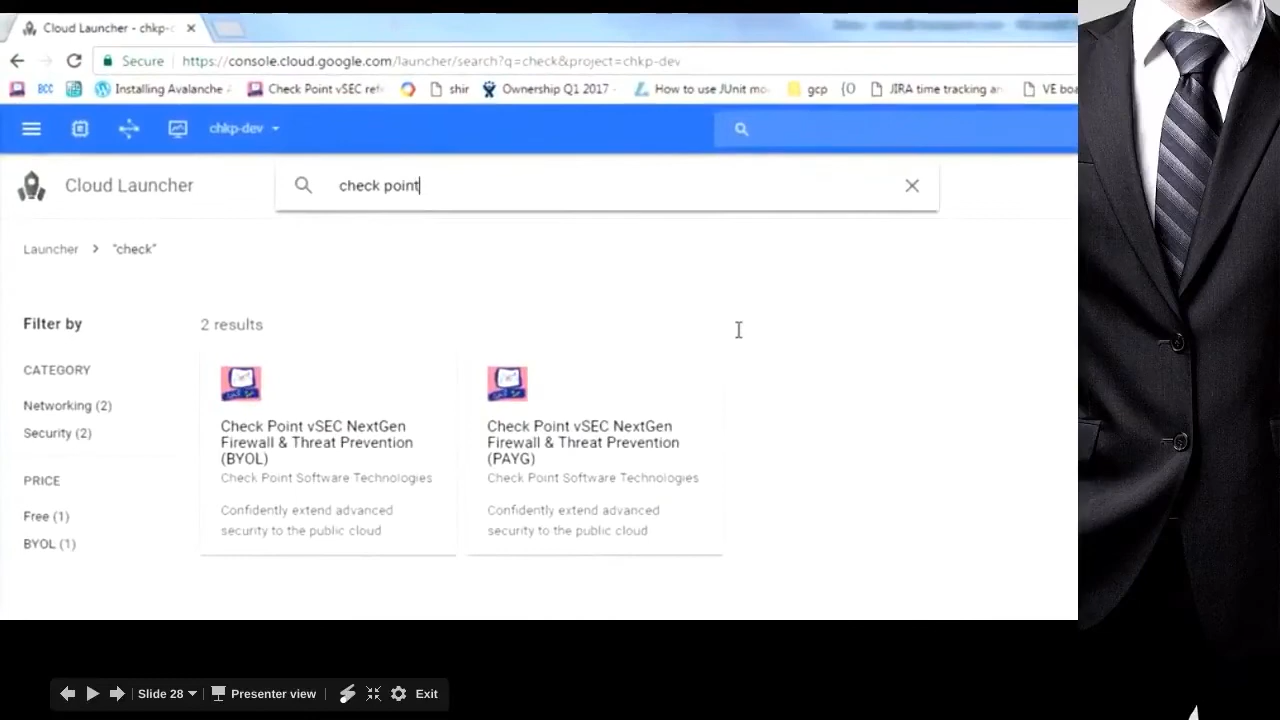 Cloud Launcher - chkp-c
Secure https://console.cloud.google.com/launcher/search?q=check&project=chkp-dev
BCC Installing Avalanche Check Point vSEC refe shir Ownership Q1 2017 - How to use JUnit mo gcp JIRA time tracking an VE boa
chkp-dev
Cloud Launcher
check point
Launcher > "check"
Filter by
2 results
CATEGORY
Networking (2)
Security (2)
PRICE
Free (1)
BYOL (1)
Check Point vSEC NextGen
Firewall & Threat Prevention
(BYOL)
Check Point Software Technologies
Confidently extend advanced
security to the public cloud
Check Point vSEC NextGen
Firewall & Threat Prevention
(PAYG)
Check Point Software Technologies
Confidently extend advanced
security to the public cloud
Slide 28 Presenter view Exit